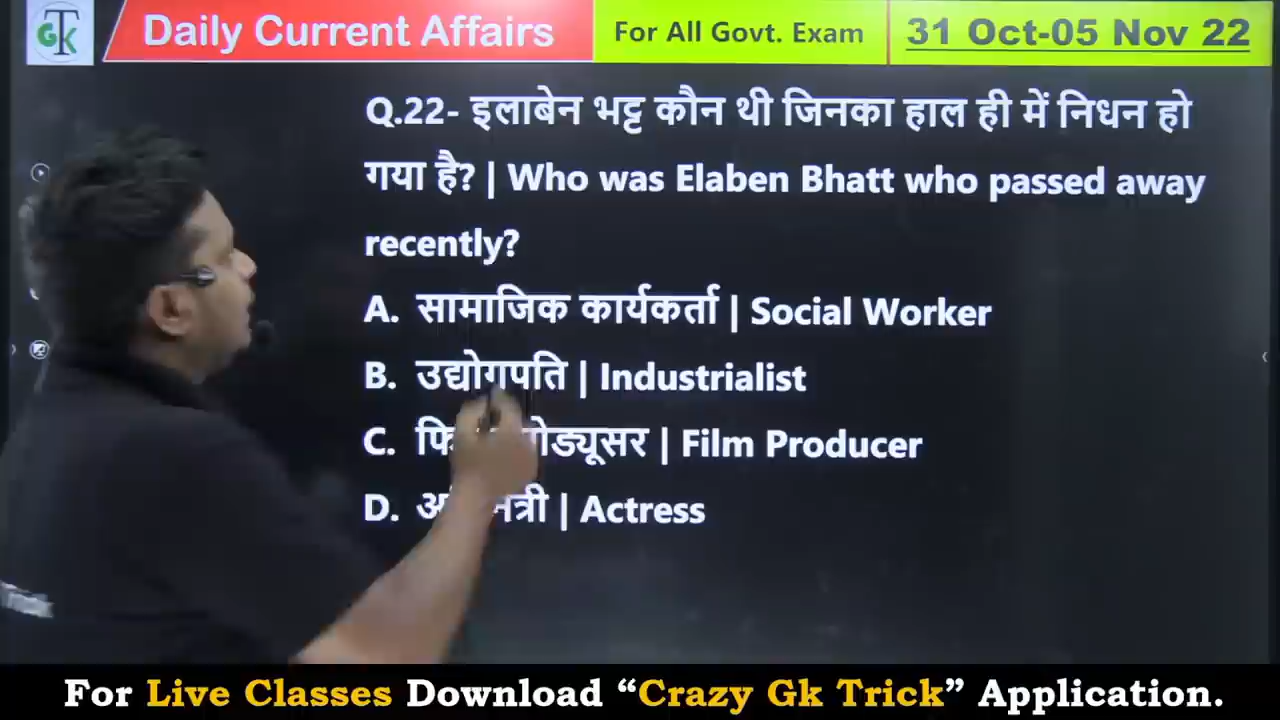 GTK
Daily Current Affairs
For All Govt. Exam
31 Oct-05 Nov 22
Q.22- इलाबेन भट्ट कौन थी जिनका हाल ही में निधन हो
गया है? | Who was Elaben Bhatt who passed away
recently?
A. सामाजिक कार्यकर्ता | Social Worker
B. उद्योगपति | Industrialist
C. | Film Producer
D. | Actress
For Live Classes Download “Crazy Gk Trick” Application.